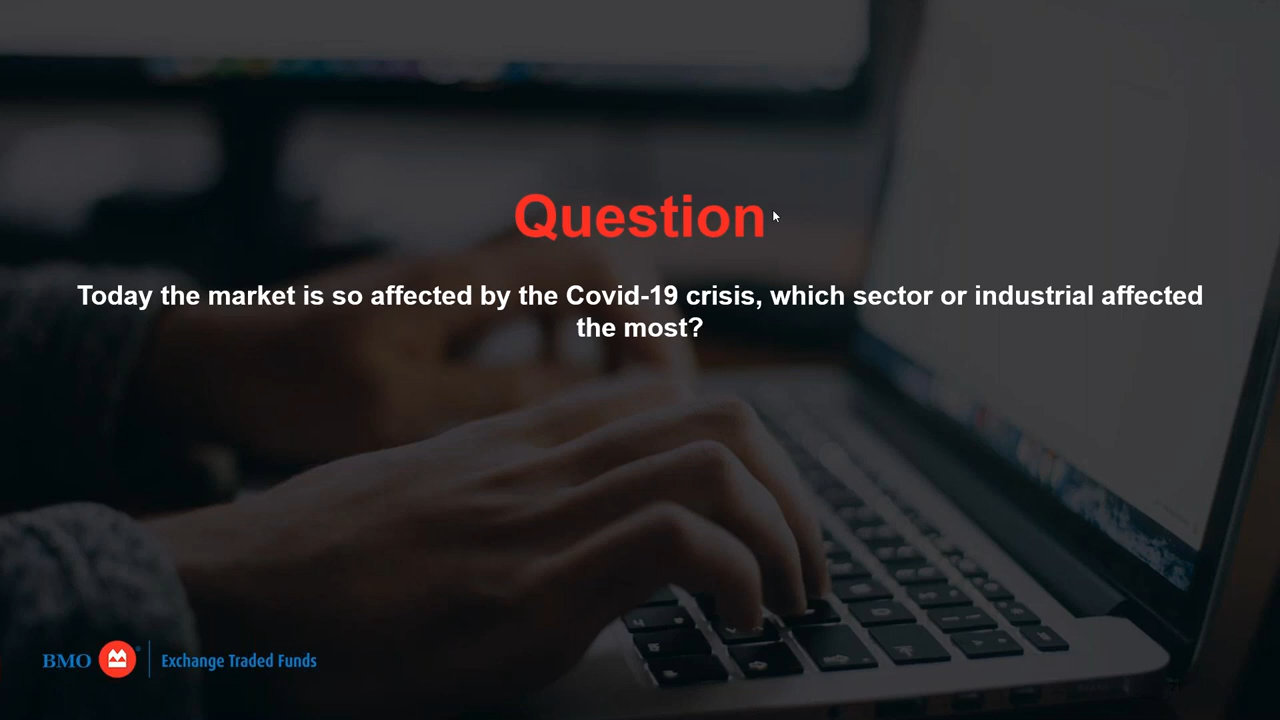 Question
Today the market is so affected by the Covid-19 crisis, which sector or industrial affected
the most?
BMO Exchange Traded Funds